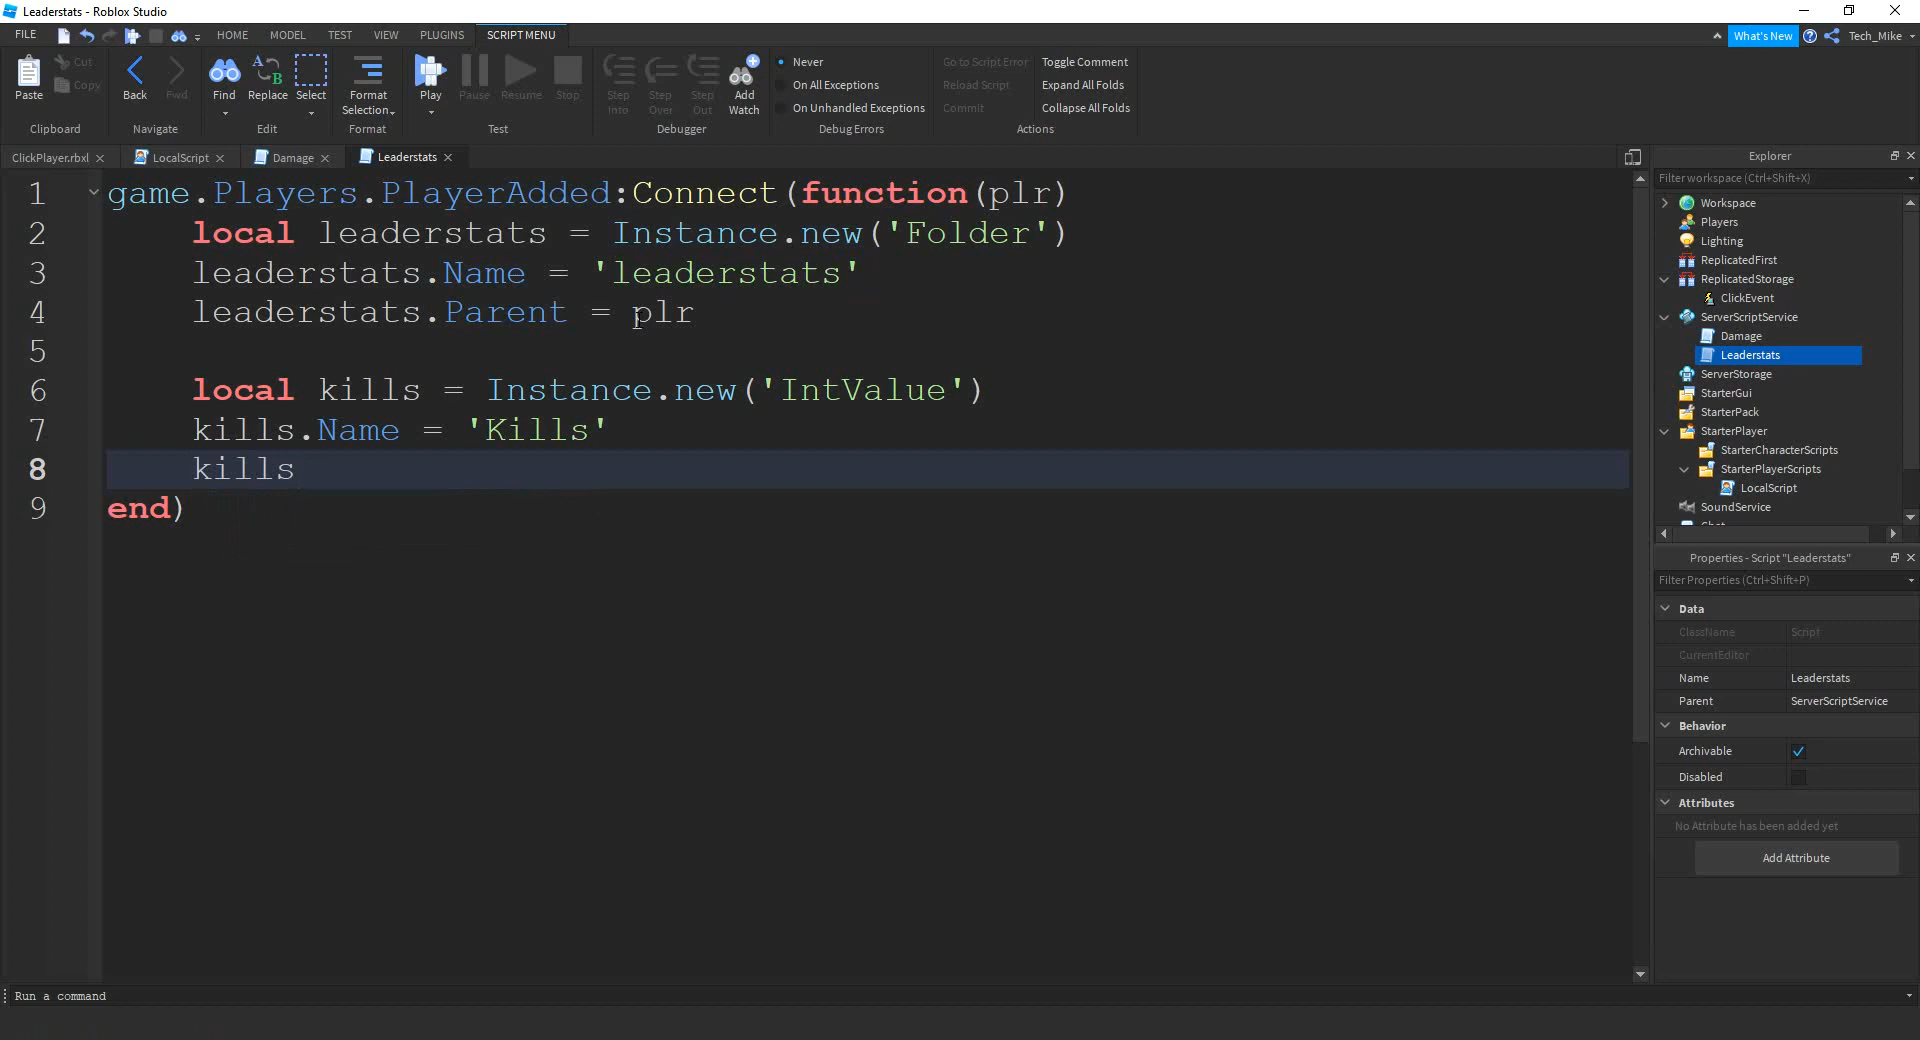 Leaderstats - Roblox Studio
FILE HOME MODEL TEST VIEW PLUGINS SCRIPT MENU What's New Tech_Mike
Paste Cut Copy Back Fwd Find Replace Select Format Selection Play Pause Resume Stop Step Into Step Over Step Out Add Watch
Never
On All Exceptions
On Unhandled Exceptions
Go to Script Error
Reload Script
Commit
Toggle Comment
Expand All Folds
Collapse All Folds
Clipboard Navigate Edit Format Test Debugger Debug Errors Actions
ClickPlayer.rbxl LocalScript Damage Leaderstats
1 game.Players.PlayerAdded:Connect(function(plr)
2 local leaderstats = Instance.new('Folder')
3 leaderstats.Name = 'leaderstats'
4 leaderstats.Parent = plr
5
6 local kills = Instance.new('IntValue')
7 kills.Name = 'Kills'
8 kills
9 end)
Explorer
Filter workspace (Ctrl+Shift+X)
Workspace
Players
Lighting
ReplicatedFirst
ReplicatedStorage
ClickEvent
ServerScriptService
Damage
Leaderstats
ServerStorage
StarterGui
StarterPack
StarterPlayer
StarterCharacterScripts
StarterPlayerScripts
LocalScript
SoundService
Properties - Script "Leaderstats"
Filter Properties (Ctrl+Shift+P)
Data
ClassName Script
CurrentEditor
Name Leaderstats
Parent ServerScriptService
Behavior
Archivable
Disabled
Attributes
No Attribute has been added yet
Add Attribute
Run a command